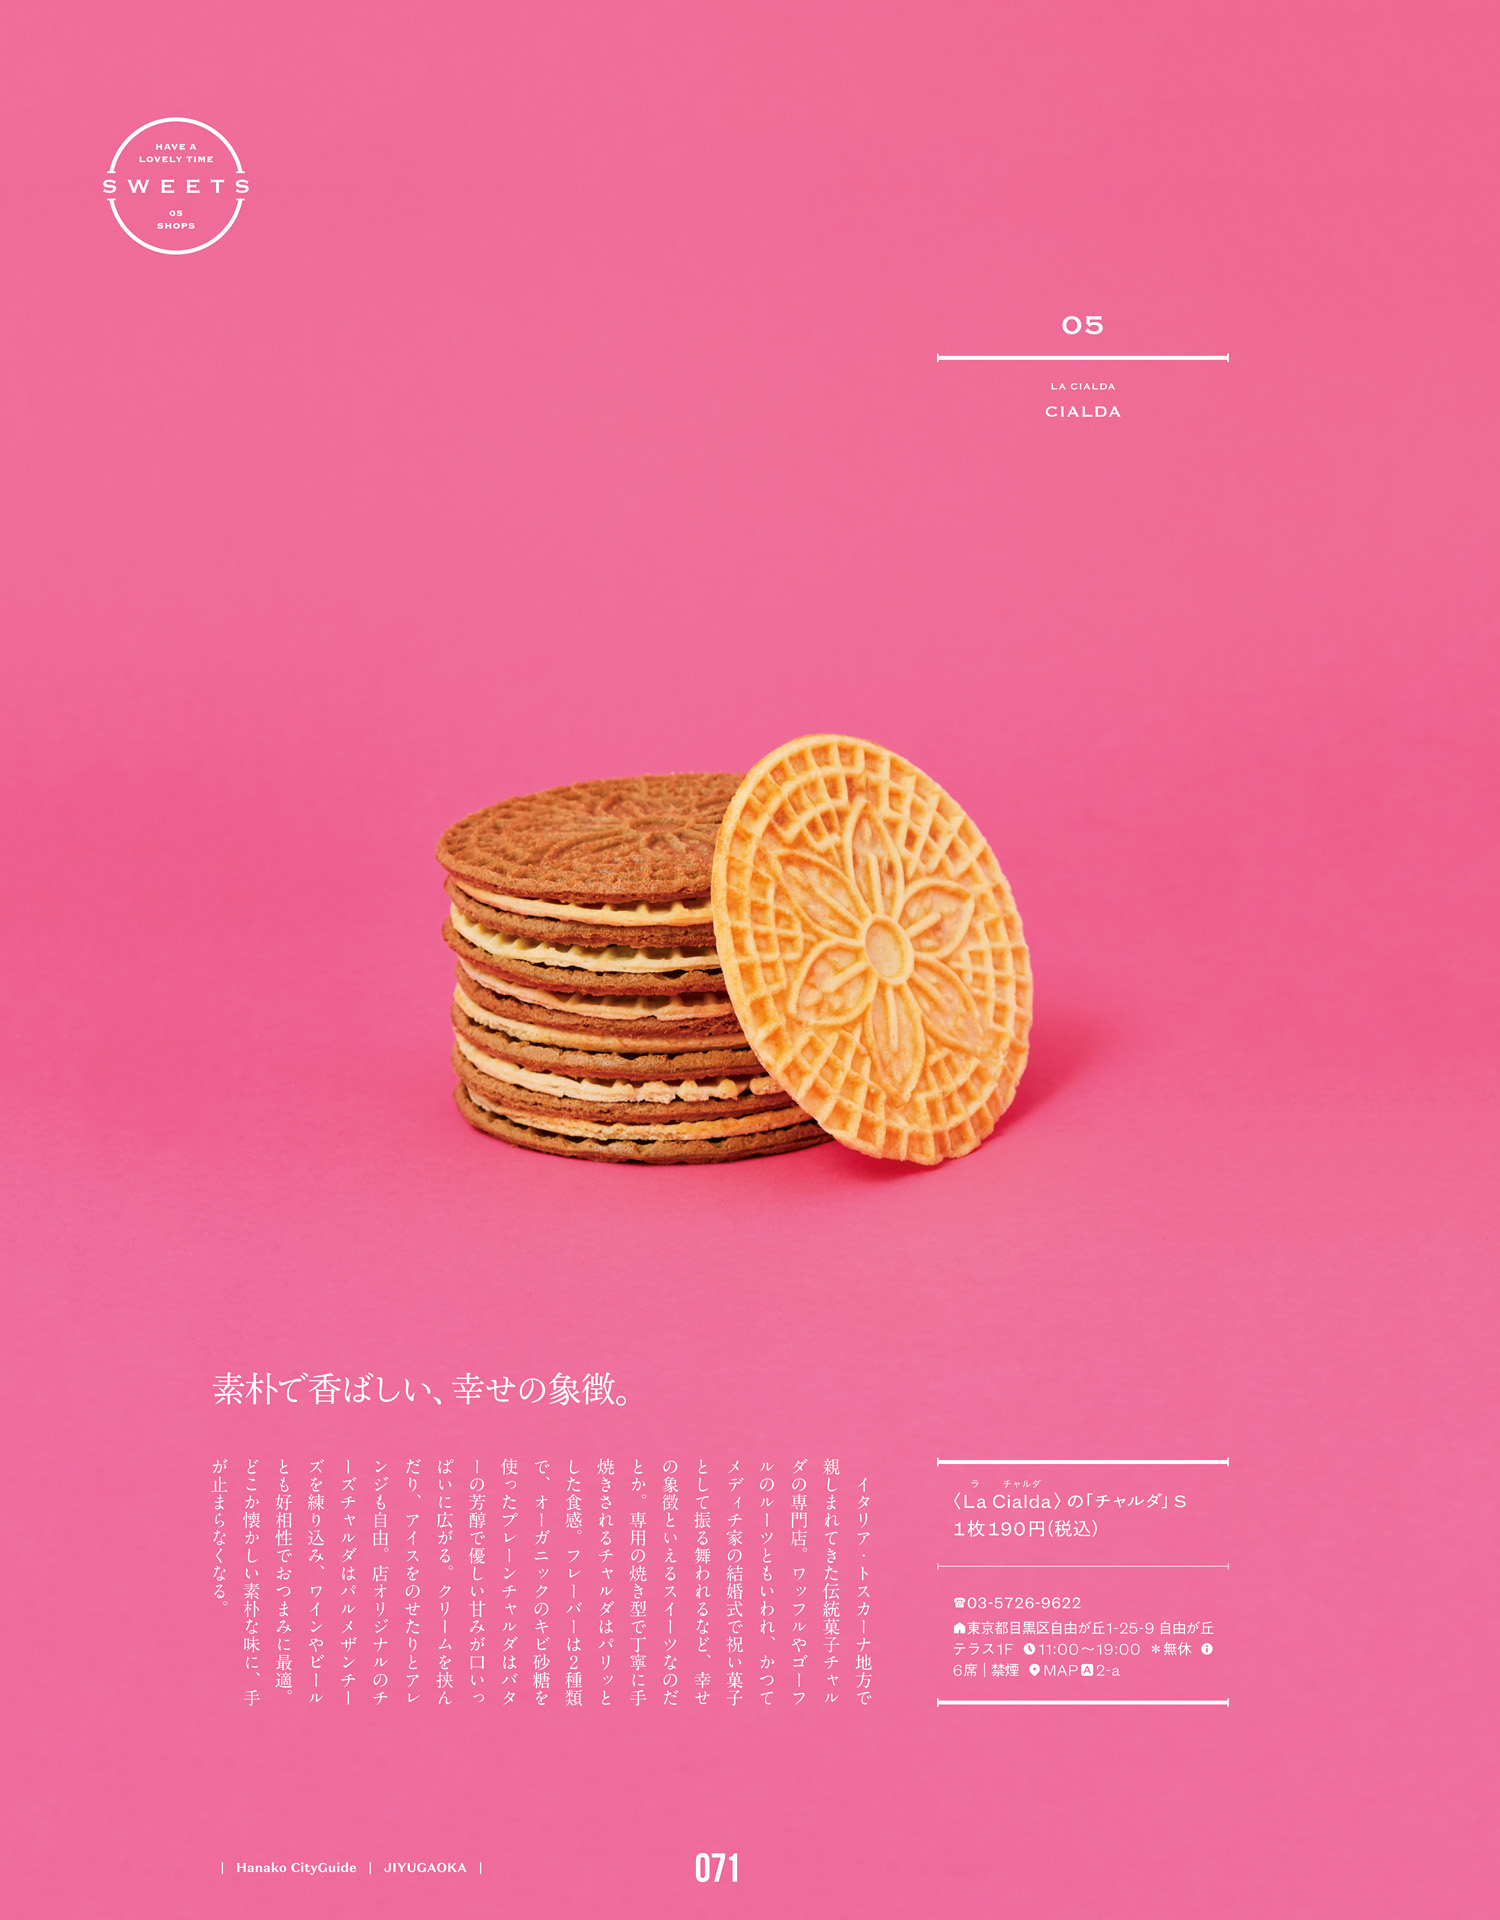 HAVE A
LOVELY TIME
SWEETS
05
SHOPS
05
LA CIALDA
CIALDA
素朴で香ばしい、幸せの象徴。
イタリア・トスカーナ地方で
親しまれてきた伝統菓子チャル
ダの専門店。ワッフルやゴーフ
ルのルーツともいわれ、かつて
メディチ家の結婚式で祝い菓子
として振る舞われるなど、幸せ
の象徴といえるスイーツなのだ
とか。専用の焼き型で丁寧に手
焼きされるチャルダはパリッと
した食感。フレーバーは2種類
で、オーガニックのキビ砂糖を
使ったプレーンチャルダはバタ
ーの芳醇で優しい甘みが口いっ
ぱいに広がる。クリームを挟ん
だり、アイスをのせたりとアレ
ンジも自由。店オリジナルのチ
ーズチャルダはパルメザンチー
ズを練り込み、ワインやビール
とも好相性でおつまみに最適。
どこか懐かしい素朴な味に、手
が止まらなくなる。
ラ チャルダ
〈La Cialda〉の「チャルダ」S
1枚190円(税込)
☎03-5726-9622
東京都目黒区自由が丘1-25-9 自由が丘
テラス1F 11:00〜19:00 *無休
6席|禁煙 MAP A 2-a
| Hanako CityGuide | JIYUGAOKA |
071